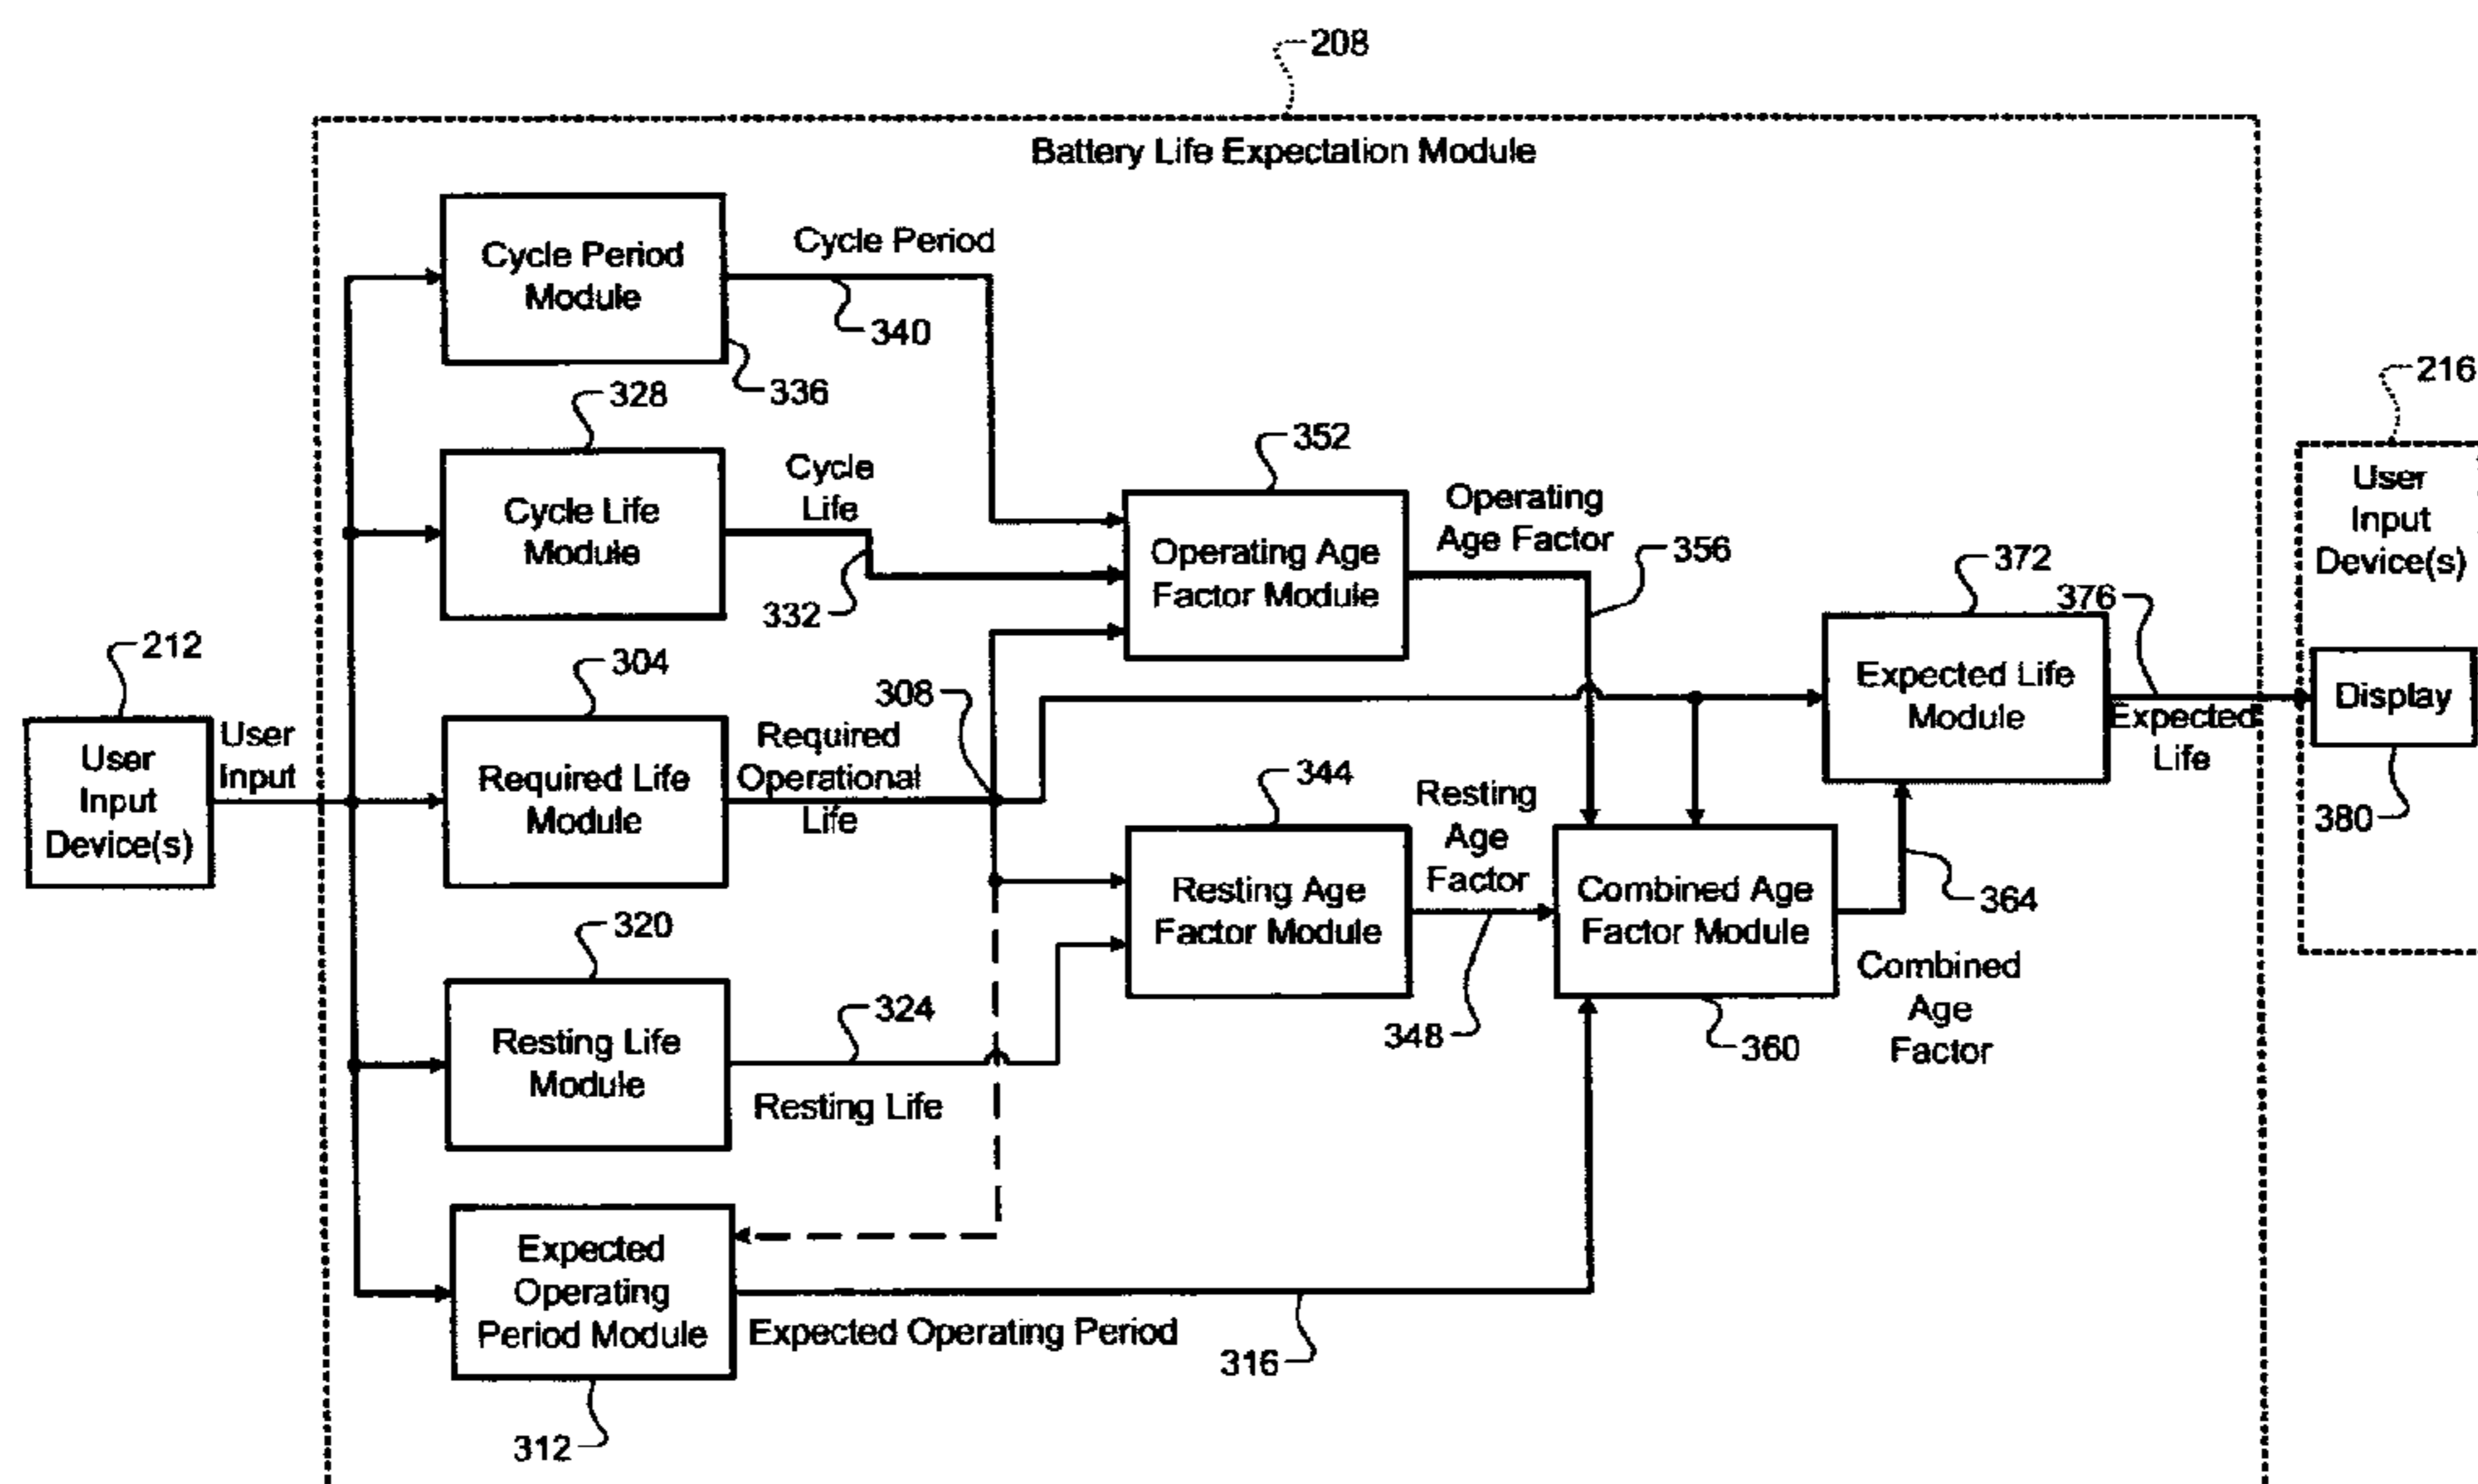 208
Battery Life Expectation Module
Cycle Period
Module
Cycle Period
340
336
328
Cycle Life
Module
Cycle
Life
332
352
Operating Age
Factor Module
Operating
Age Factor
356
212
User
Input
Device(s)
User
Input
304
Required Life
Module
Required
Operational
Life
308
372
Expected Life
Module
376
Expected
Life
216
User
Input
Device(s)
Display
380
344
Resting Age
Factor Module
Resting
Age
Factor
348
Combined Age
Factor Module
360
364
Combined
Age
Factor
320
Resting Life
Module
324
Resting Life
Expected
Operating
Period Module
312
Expected Operating Period
316